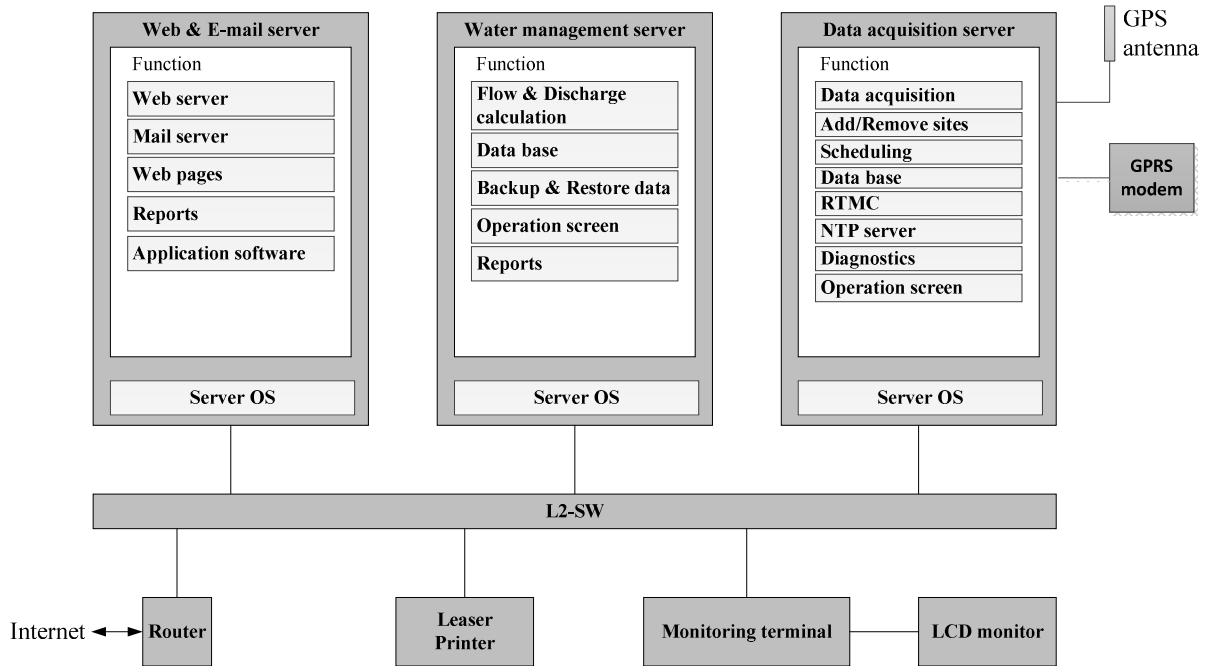 Web & E-mail server
Function
Web server
Mail server
Web pages
Reports
Application software
Server OS
Water management server
Function
Flow & Discharge
calculation
Data base
Backup & Restore data
Operation screen
Reports
Server OS
Data acquisition server
Function
Data acquisition
Add/Remove sites
Scheduling
Data base
RTMC
NTP server
Diagnostics
Operation screen
Server OS
GPS
antenna
GPRS
modem
L2-SW
Internet
Router
Leaser
Printer
Monitoring terminal
LCD monitor